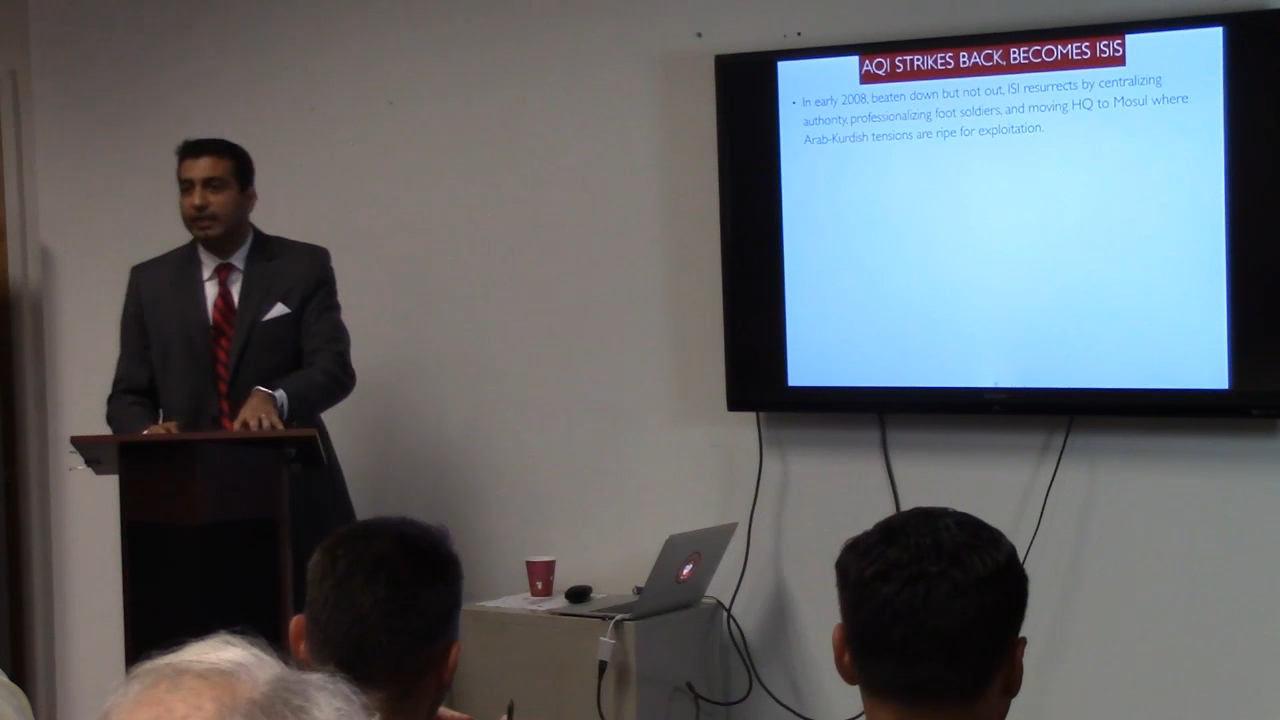 AQI STRIKES BACK, BECOMES ISIS
• In early 2008, beaten down but not out, ISI resurrects by centralizing
authority, professionalizing foot soldiers, and moving HQ to Mosul where
Arab-Kurdish tensions are ripe for exploitation.